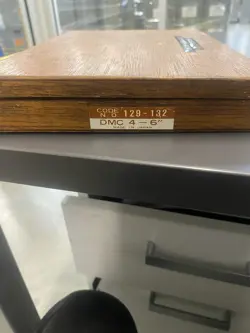 CODE
NO 129-132
DMC 4-6"
MADE IN JAPAN